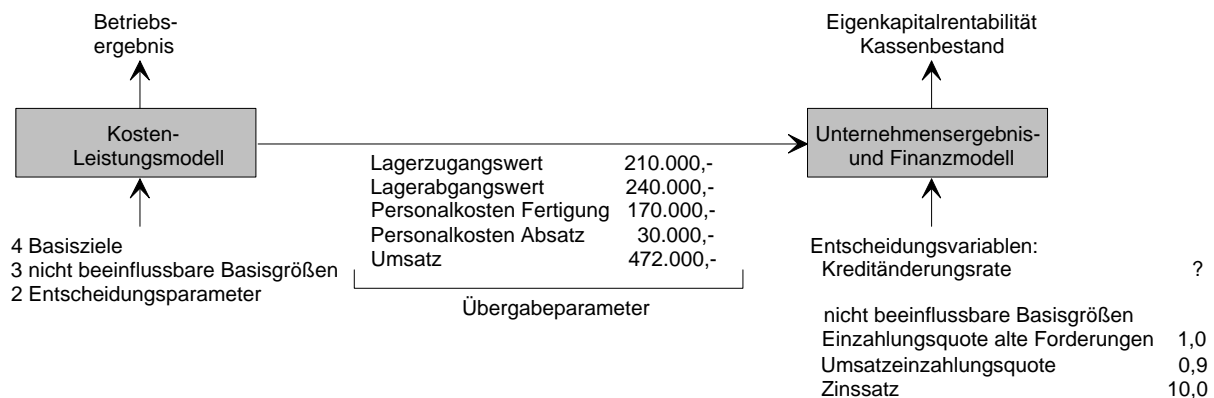 Betriebs-
ergebnis
Eigenkapitalrentabilität
Kassenbestand
Kosten-
Leistungsmodell
Unternehmensergebnis-
und Finanzmodell
Lagerzugangswert 210.000,-
Lagerabgangswert 240.000,-
Personalkosten Fertigung 170.000,-
Personalkosten Absatz 30.000,-
Umsatz 472.000,-
Übergabeparameter
4 Basisziele
3 nicht beeinflussbare Basisgrößen
2 Entscheidungsparameter
Entscheidungsvariablen:
Kreditänderungsrate ?
nicht beeinflussbare Basisgrößen
Einzahlungsquote alte Forderungen 1,0
Umsatzeinzahlungsquote 0,9
Zinssatz 10,0